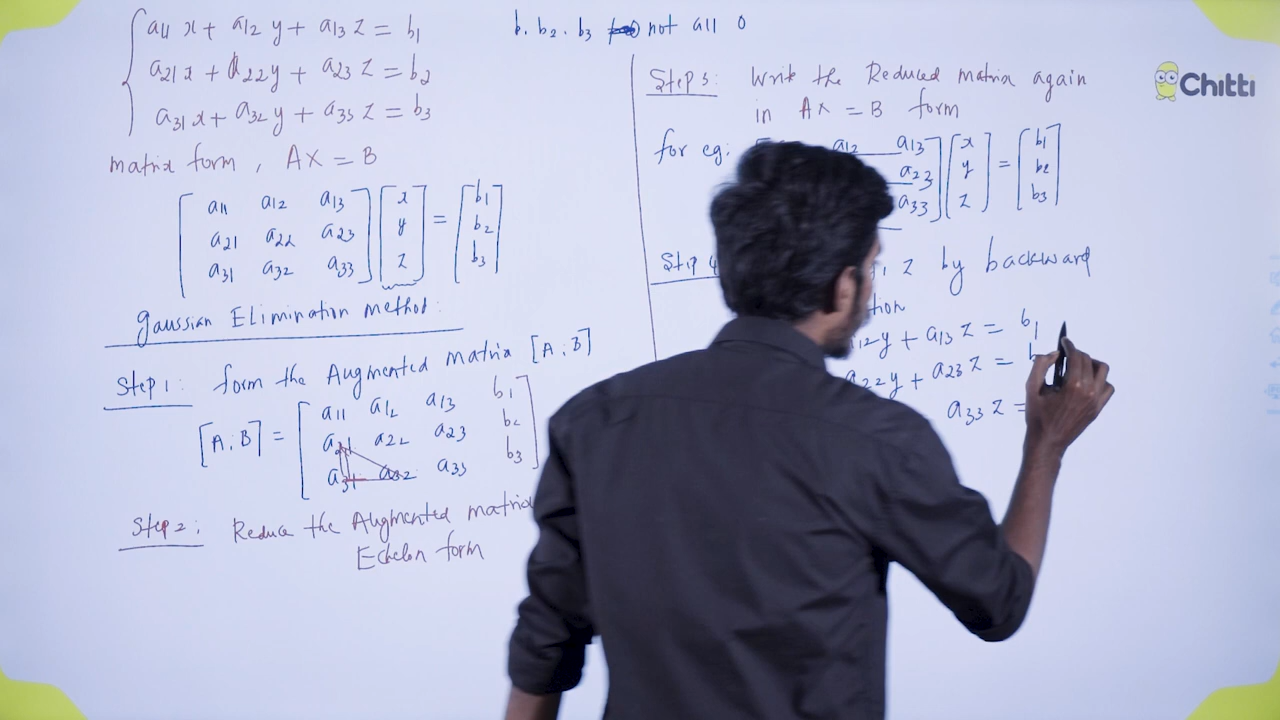 a11 x + a12 y + a13 z = b1
a21 x + a22 y + a23 z = b2
a31 x + a32 y + a33 z = b3
matrix form, AX = B
a11 a12 a13 x = b1
a21 a22 a23 y b2
a31 a32 a33 z b3
gaussian Elimination method:
Step 1: form the Augmented Matrix [A:B]
[A:B] = a11 a12 a13 b1
a21 a22 a23 b2
a31 a32 a33 b3
Step 2: Reduce the Augmented matrix
Echelon form
b1. b2. b3 not all 0
Step 3: Write the Reduced Matrix again
in AX = B form
for eg: a12 a13 x = b1
a23 y b2
a33 z b3
Step 4 z by backward
12y + a13 z = b1
a22 y + a23 z = b
a33 z =
Chitti